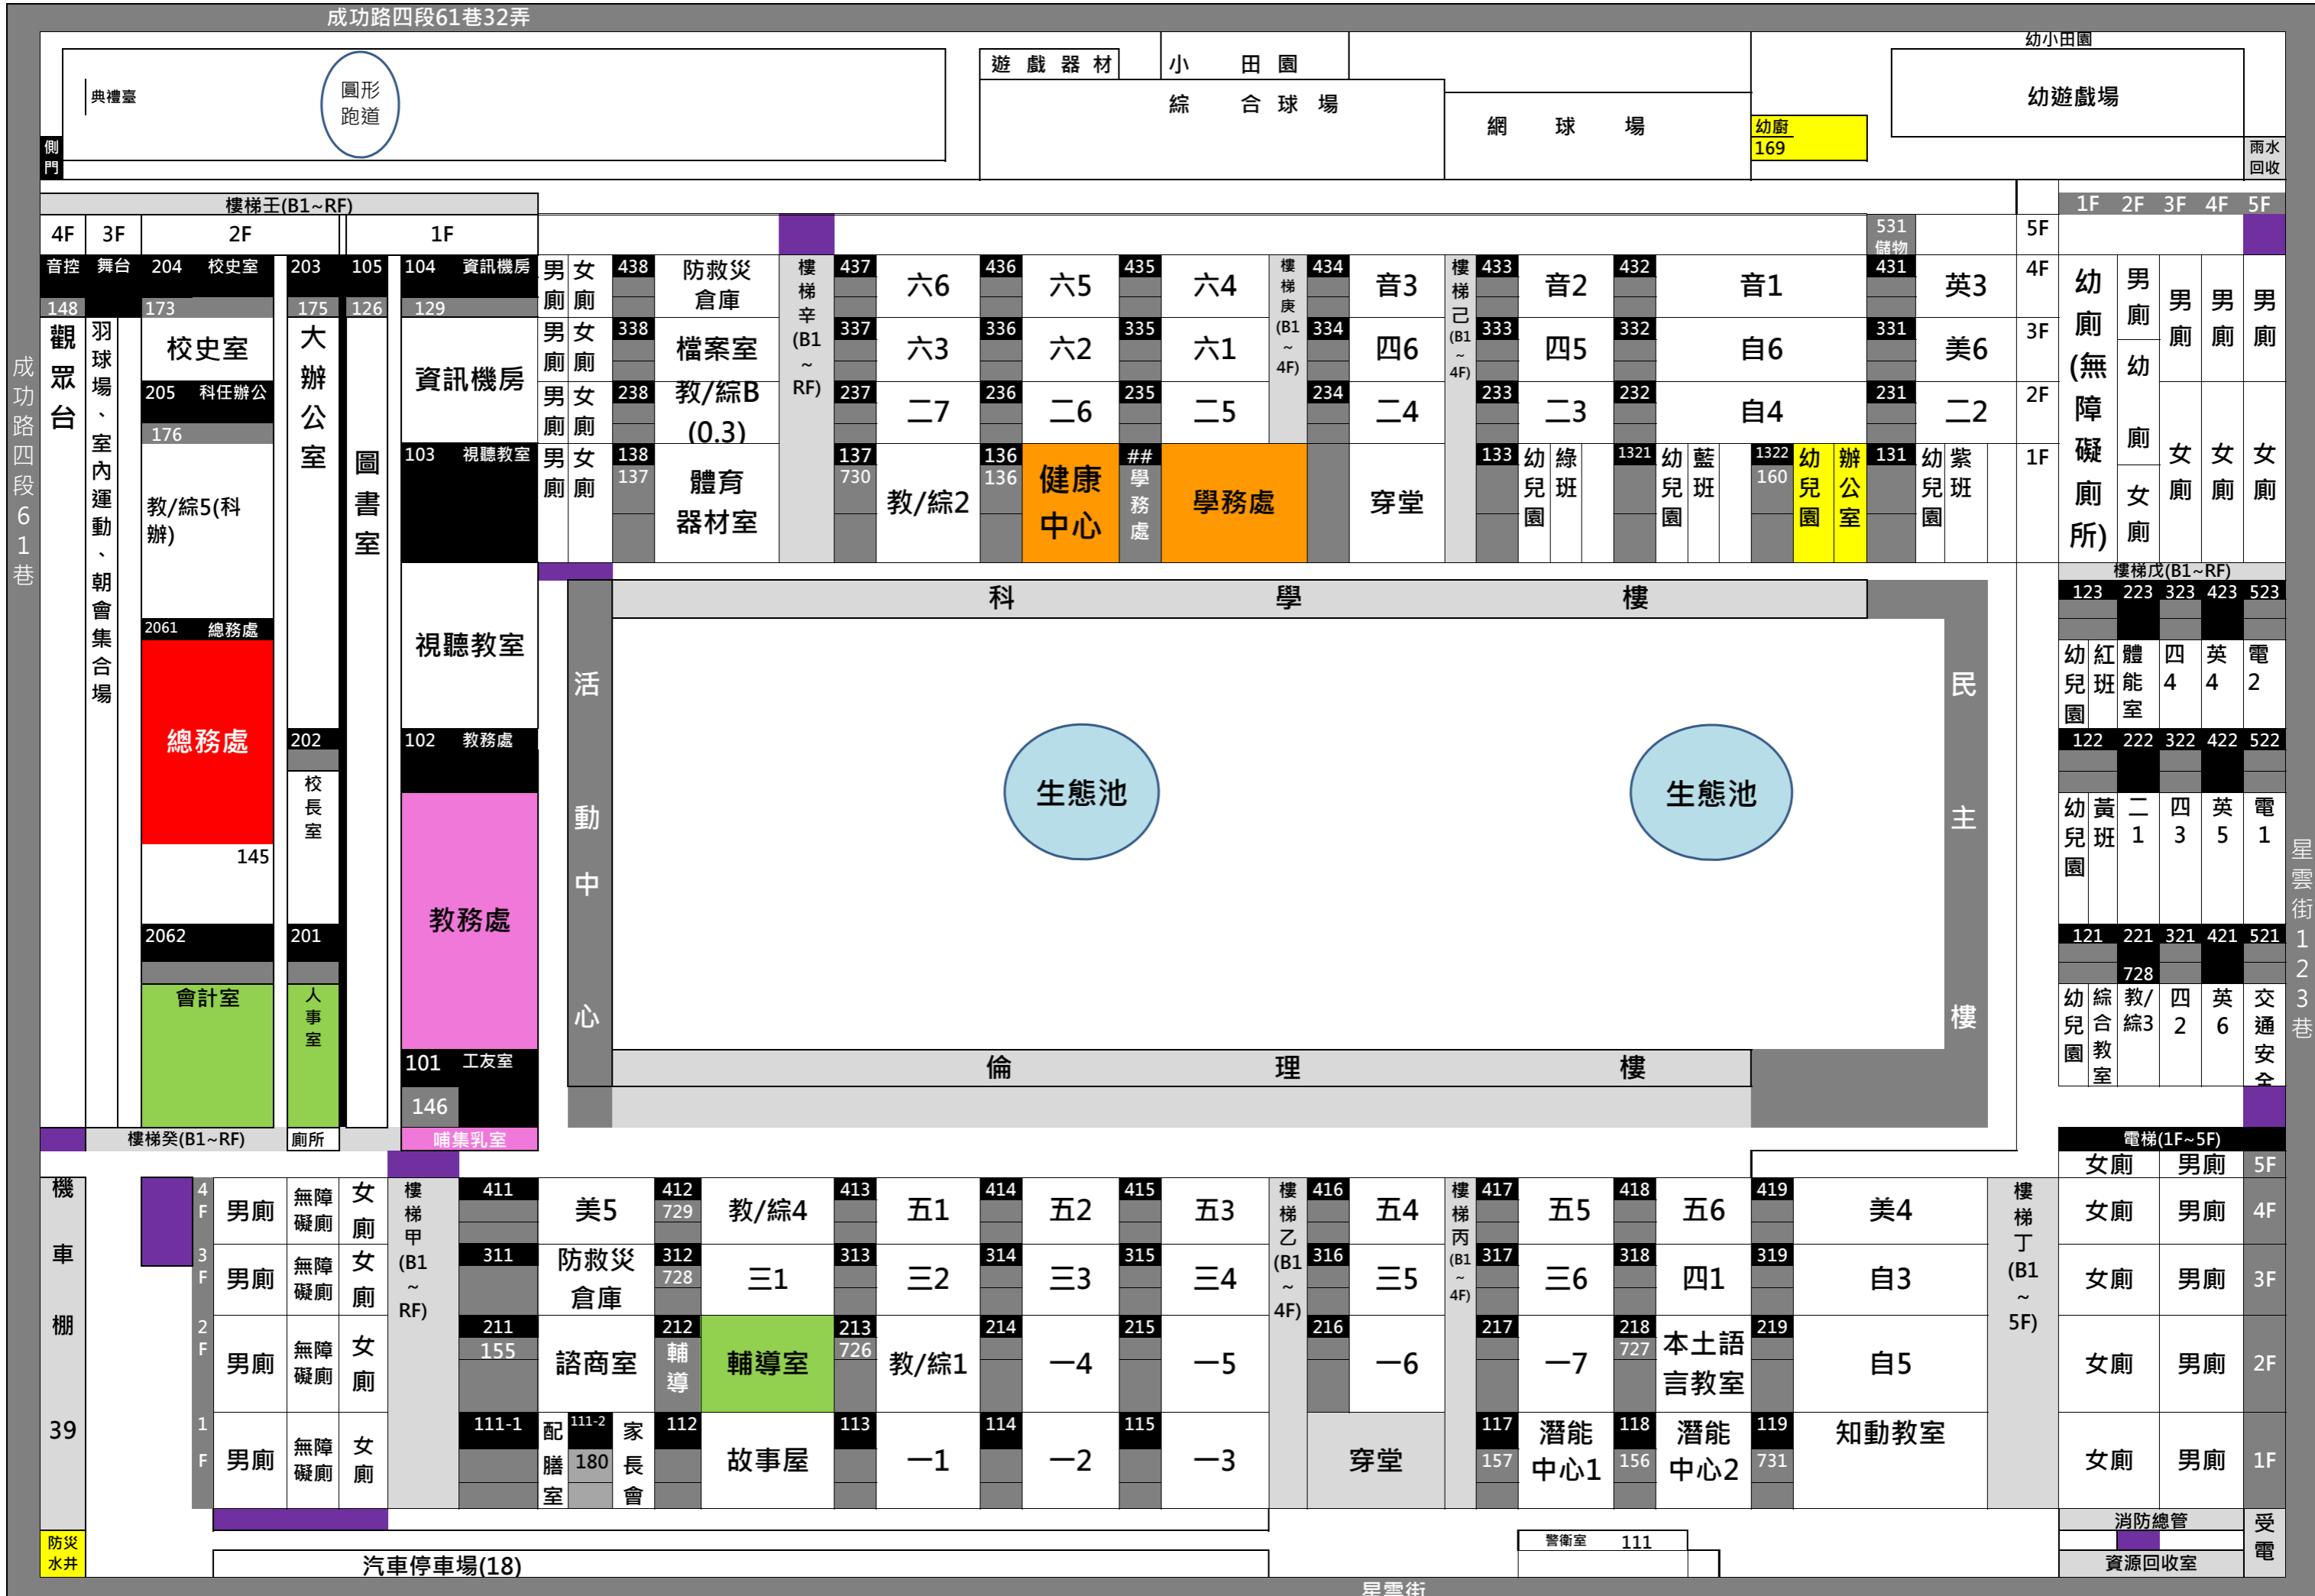 成功路四段61巷32弄
幼小田園
典禮臺
圓形
跑道
遊戲器材
小 田園
綜 合球場
網 球 場
幼廚
169
幼遊戲場
側
門
雨水
回收
樓梯王(B1~RF)
4F 3F 2F 1F
音控 舞台 204 校史室 203 105 104 資訊機房
148 173 175 126 129
觀眾台
羽球場、室內運動、朝會集合場
校史室
205 科任辦公
176
教/綜5(科
辦)
2061 總務處
總務處
145
2062
會計室
大辦公室
202
校長室
201
人事室
圖書室
資訊機房
103 視聽教室
視聽教室
102 教務處
教務處
101 工友室
146
哺集乳室
樓梯癸(B1~RF) 廁所
531
儲物
5F
男廁 女廁 438 防救災
倉庫
樓梯辛(B1~RF)
437 六6 436 六5 435 六4
樓梯庚(B1~4F)
434 音3
樓梯己(B1~4F)
433 音2 432 音1 431 英3 4F
男廁 女廁 338 檔案室 337 六3 336 六2 335 六1 334 四6 333 四5 332 自6 331 美6 3F
男廁 女廁 238 教/綜B
(0.3)
237 二7 236 二6 235 二5 234 二4 233 二3 232 自4 231 二2 2F
男廁 女廁 138
137
體育
器材室
137
730
教/綜2
136
136
健康
中心
##
學務處
學務處
134 穿堂
133 幼兒園 綠班
1321 幼兒園 藍班
1322
160
幼兒園 辦公室
131 幼兒園 紫班
1F
科 學 樓
活動中心
生態池
生態池
民主樓
倫 理 樓
1F 2F 3F 4F 5F
幼廁(無障礙廁所)
男廁 幼廁 女廁
男廁 女廁
男廁 女廁
男廁 女廁
樓梯戊(B1~RF)
123 223 323 423 523
幼兒園 紅班 體能室 四4 英4 電2
122 222 322 422 522
幼兒園 黃班 二1 四3 英5 電1
121 221 321 421 521
728
幼兒園 綜合教室 教/綜3 四2 英6 交通安全
電梯(1F~5F)
女廁 男廁 5F
成功路四段61巷
星雲街123巷
機車棚39
4F 男廁 無障礙廁 女廁
樓梯甲(B1~RF)
411 美5
412
729
教/綜4
413 五1 414 五2 415 五3
樓梯乙(B1~4F)
416 五4
樓梯丙(B1~4F)
417 五5 418 五6 419 美4
樓梯丁(B1~5F)
女廁 男廁 4F
3F 男廁 無障礙廁 女廁
311 防救災
倉庫
312
728
三1
313 三2 314 三3 315 三4 316 三5 317 三6 318 四1 319 自3
女廁 男廁 3F
2F 男廁 無障礙廁 女廁
211
155
諮商室
212
輔導
輔導室
213
726
教/綜1
214 一4 215 一5 216 一6 217 一7
218
727
本土語
言教室
219 自5
女廁 男廁 2F
1F 男廁 無障礙廁 女廁
111-1 配膳室
111-2
180
家長會
112 故事屋 113 一1 114 一2 115 一3 穿堂
117
157
潛能
中心1
118
156
潛能
中心2
119
731
知動教室
女廁 男廁 1F
防災
水井
汽車停車場(18)
警衛室 111
消防總管
資源回收室
受電
星雲街